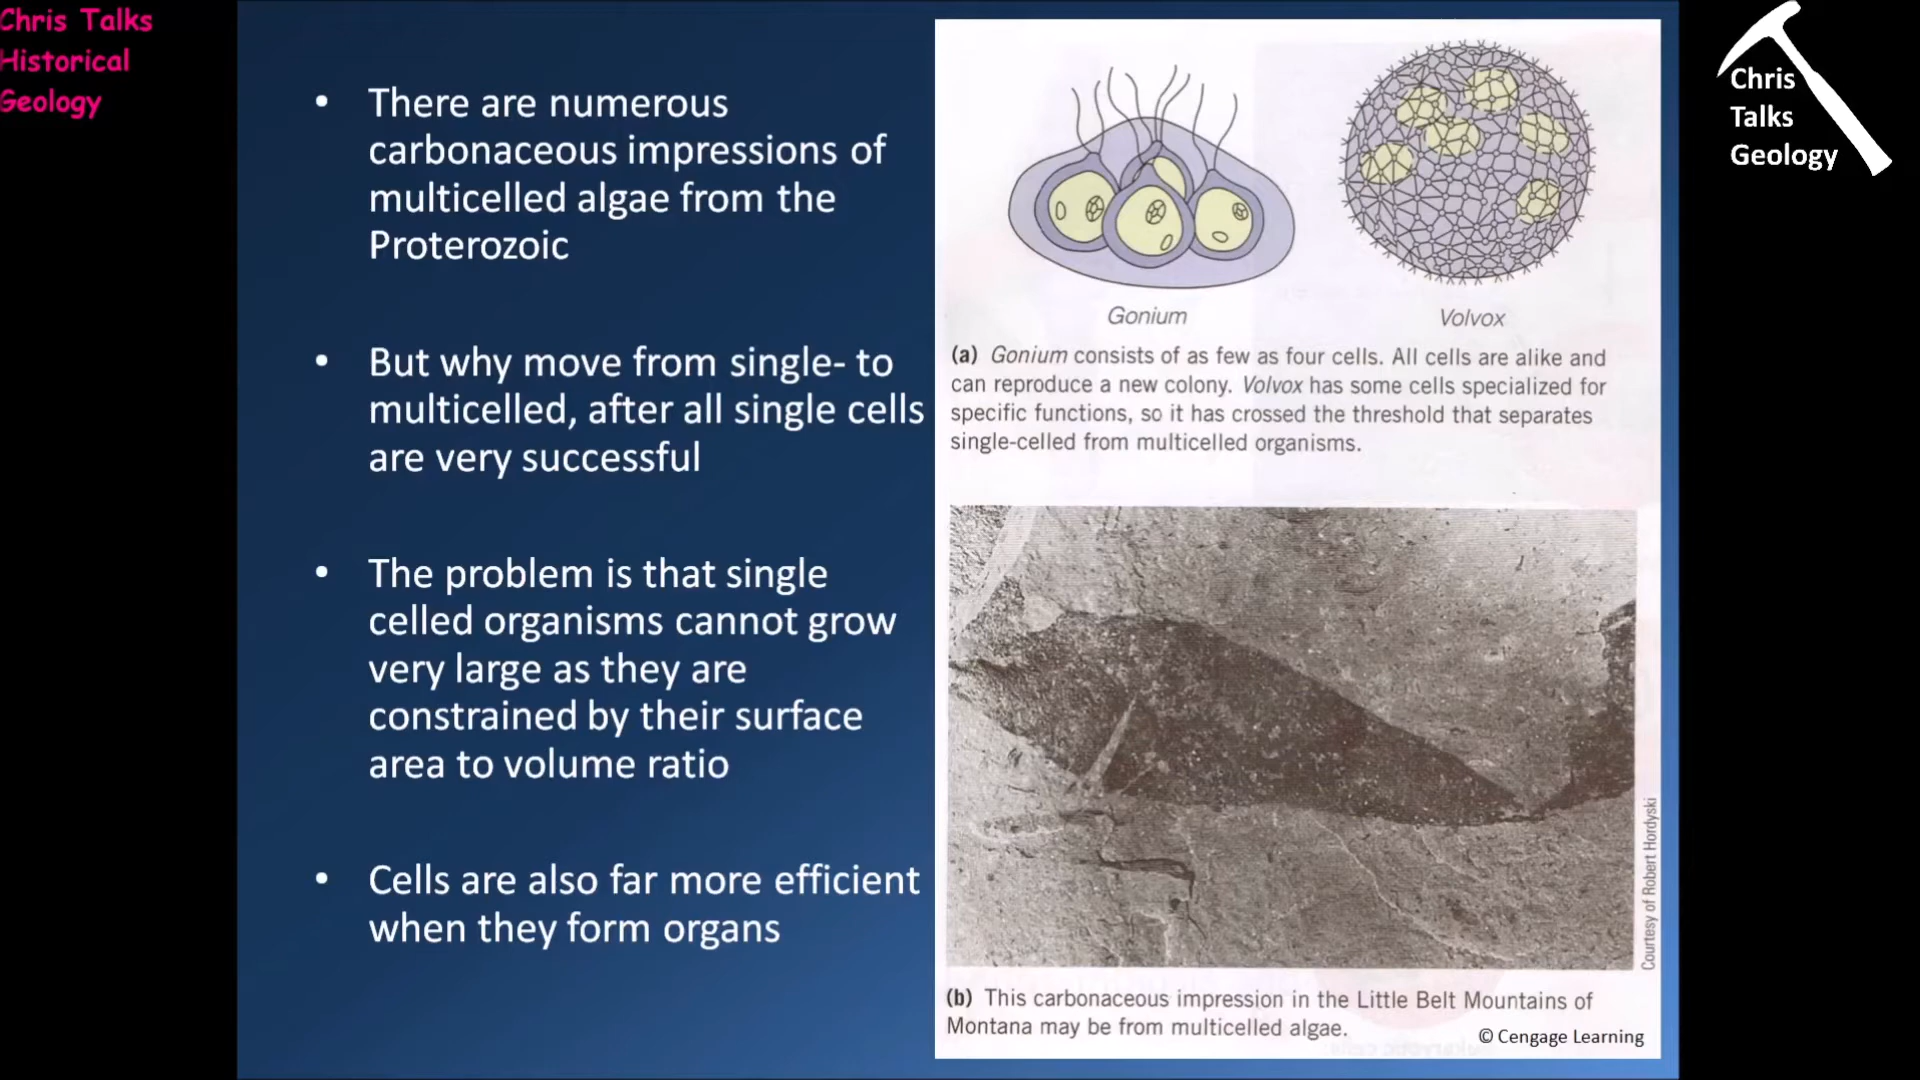 Chris Talks
Historical
Geology
• There are numerous
carbonaceous impressions of
multicelled algae from the
Proterozoic
• But why move from single- to
multicelled, after all single cells
are very successful
• The problem is that single
celled organisms cannot grow
very large as they are
constrained by their surface
area to volume ratio
• Cells are also far more efficient
when they form organs
Gonium
Volvox
(a) Gonium consists of as few as four cells. All cells are alike and
can reproduce a new colony. Volvox has some cells specialized for
specific functions, so it has crossed the threshold that separates
single-celled from multicelled organisms.
Courtesy of Robert Hordyski
(b) This carbonaceous impression in the Little Belt Mountains of
Montana may be from multicelled algae.
© Cengage Learning
Chris
Talks
Geology